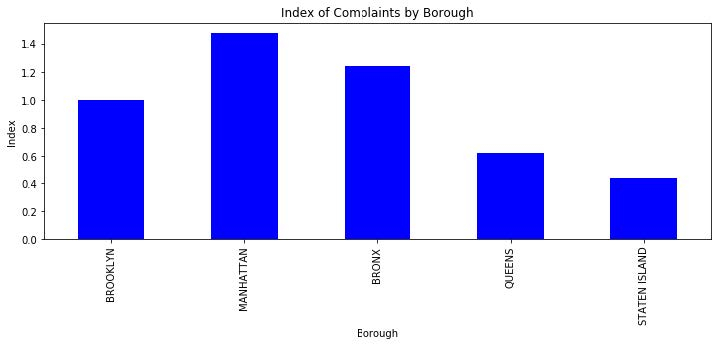 Index of Complaints by Borough
1.4
1.2
1.0
0.8
0.6
0.4
0.2
0.0
Index
BROOKLYN
MANHATTAN
BRONX
QUEENS
STATEN ISLAND
Borough